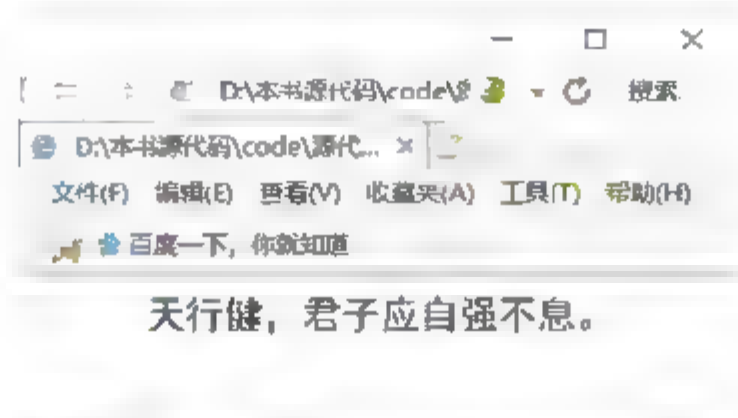 D:\本书源代码\code\ 搜索
D:\本书源代码\code\源代...
文件(F) 编辑(E) 查看(V) 收藏夹(A) 工具(T) 帮助(H)
百度一下，你就知道
天行健，君子应自强不息。